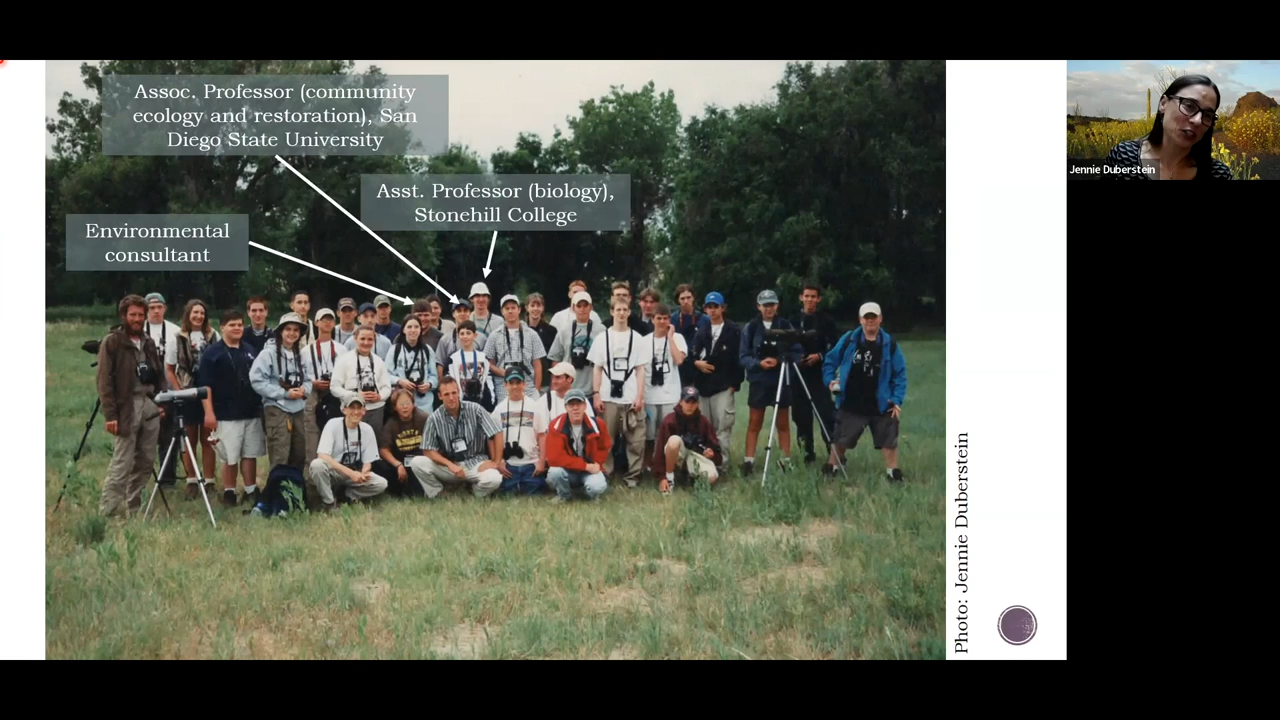 Assoc. Professor (community
ecology and restoration), San
Diego State University
Asst. Professor (biology),
Stonehill College
Environmental
consultant
Photo: Jennie Duberstein
Jennie Duberstein